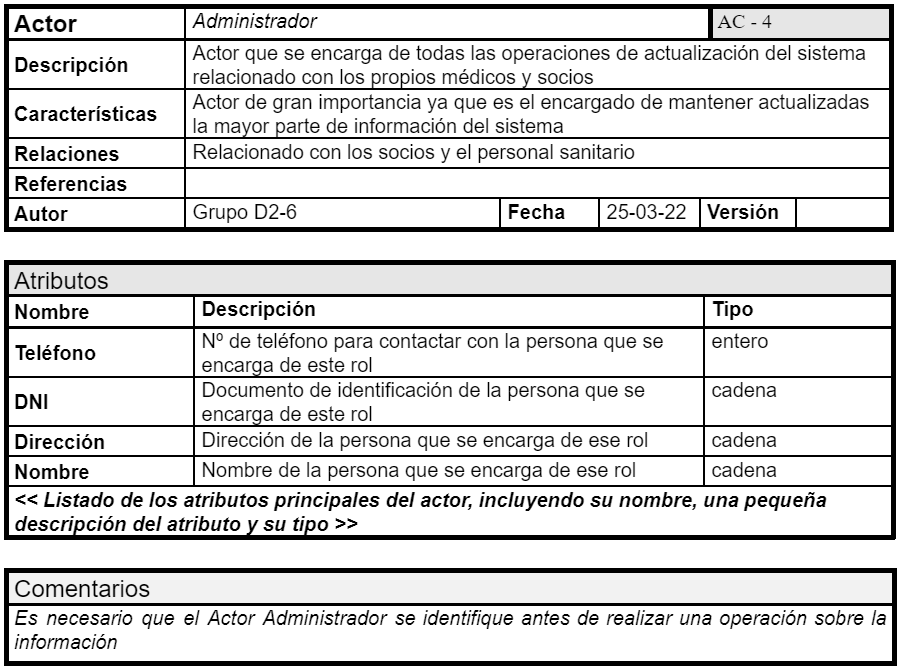 Actor Administrador AC - 4
Descripción Actor que se encarga de todas las operaciones de actualización del sistema
relacionado con los propios médicos y socios
Características Actor de gran importancia ya que es el encargado de mantener actualizadas
la mayor parte de información del sistema
Relaciones Relacionado con los socios y el personal sanitario
Referencias
Autor Grupo D2-6 Fecha 25-03-22 Versión
Atributos
Nombre Descripción Tipo
Teléfono Nº de teléfono para contactar con la persona que se entero
encarga de este rol
DNI Documento de identificación de la persona que se cadena
encarga de este rol
Dirección Dirección de la persona que se encarga de ese rol cadena
Nombre Nombre de la persona que se encarga de ese rol cadena
<< Listado de los atributos principales del actor, incluyendo su nombre, una pequeña
descripción del atributo y su tipo >>
Comentarios
Es necesario que el Actor Administrador se identifique antes de realizar una operación sobre la
información